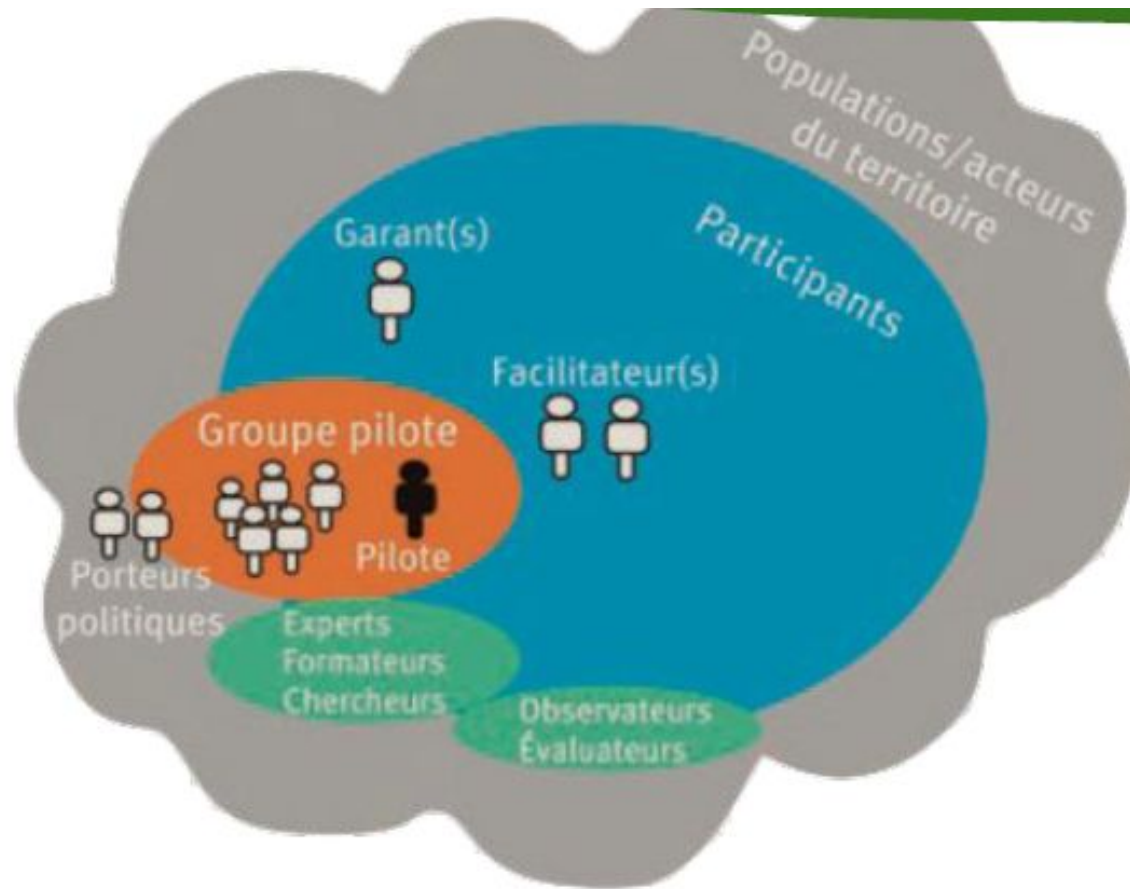 Populations/acteurs
du territoire
Participants
Garant(s)
Facilitateur(s)
Groupe pilote
Pilote
Porteurs
politiques
Experts
Formateurs
Chercheurs
Observateurs
Évaluateurs